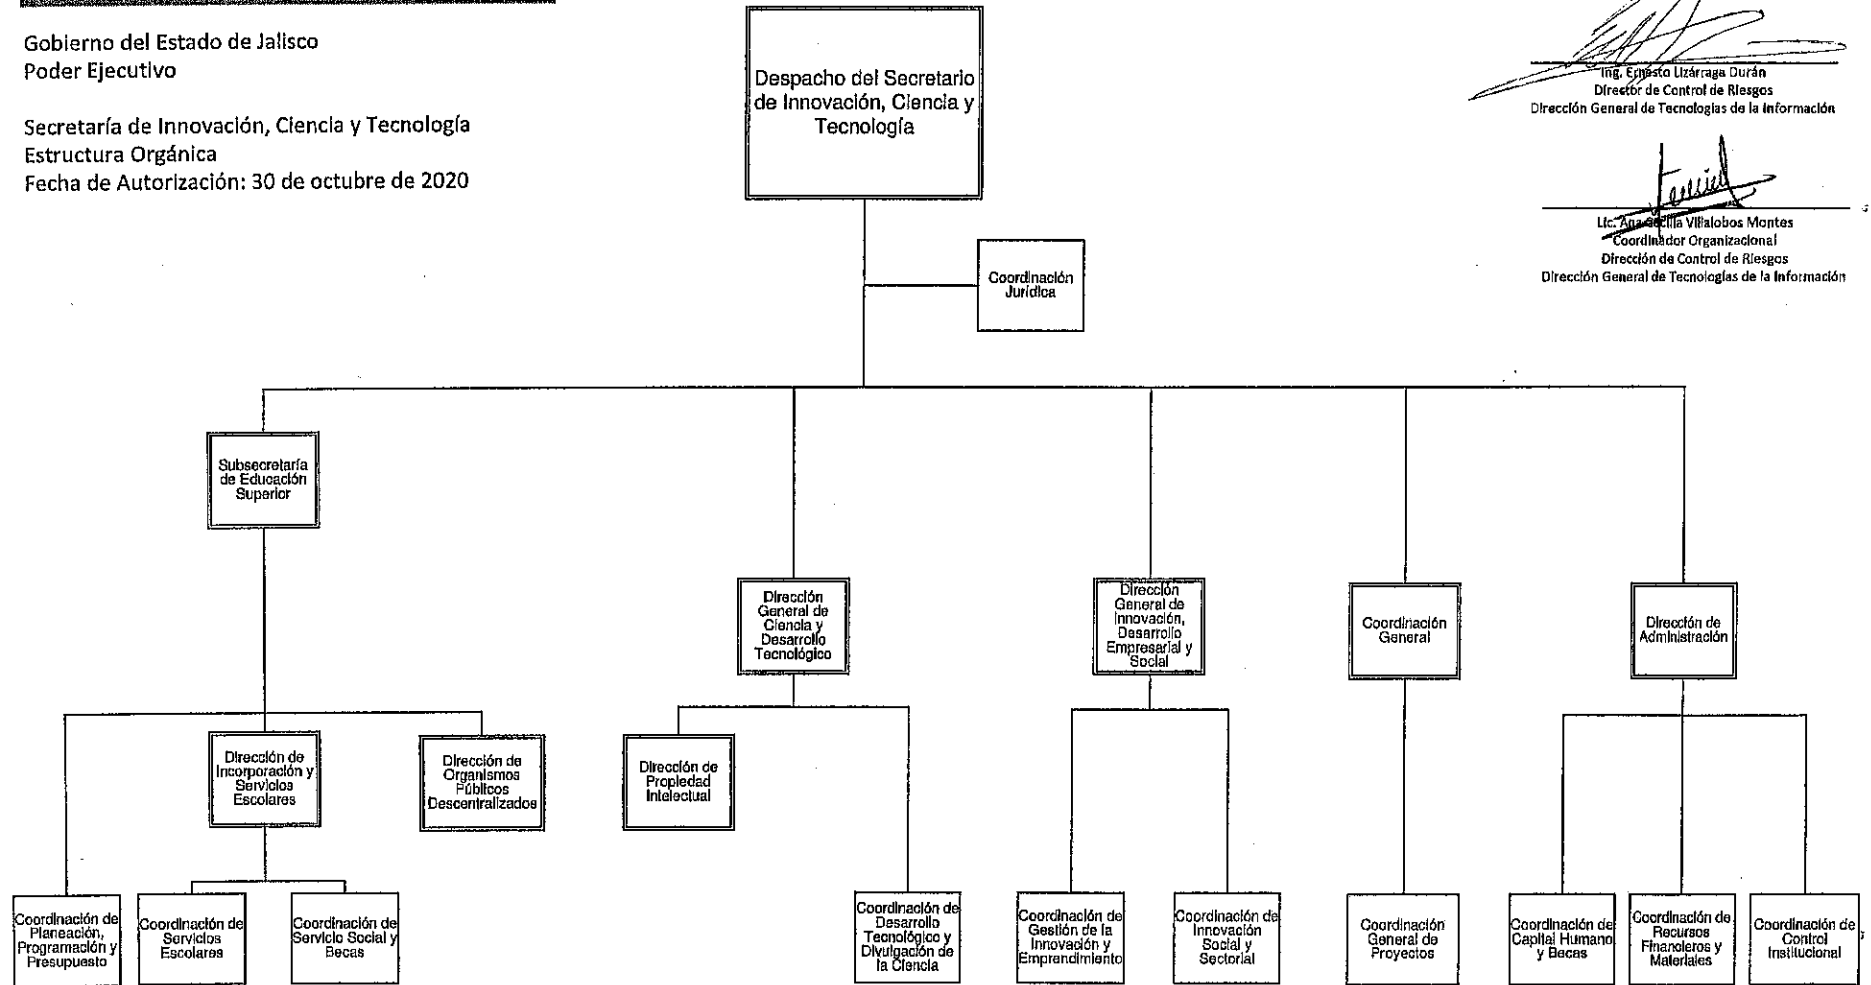 Gobierno del Estado de Jalisco
Poder Ejecutivo
Secretaría de Innovación, Ciencia y Tecnología
Estructura Orgánica
Fecha de Autorización: 30 de octubre de 2020
Despacho del Secretario
de Innovación, Ciencia y
Tecnología
Ing. Ernesto Lizárraga Durán
Director de Control de Riesgos
Dirección General de Tecnologías de la Información
Lic. Ana Cecilia Villalobos Montes
Coordinador Organizacional
Dirección de Control de Riesgos
Dirección General de Tecnologías de la Información
Coordinación
Jurídica
Subsecretaría
de Educación
Superior
Dirección
General de
Ciencia y
Desarrollo
Tecnológico
Dirección
General de
Innovación,
Desarrollo
Empresarial y
Social
Coordinación
General
Dirección de
Administración
Dirección de
Incorporación y
Servicios
Escolares
Dirección de
Organismos
Públicos
Descentralizados
Dirección de
Propiedad
Intelectual
Coordinación de
Planeación,
Programación y
Presupuesto
Coordinación de
Servicios
Escolares
Coordinación de
Servicio Social y
Becas
Coordinación de
Desarrollo
Tecnológico y
Divulgación de
la Ciencia
Coordinación de
Gestión de la
Innovación y
Emprendimiento
Coordinación de
Innovación
Social y
Sectorial
Coordinación
General de
Proyectos
Coordinación de
Capital Humano
y Becas
Coordinación de
Recursos
Financieros y
Materiales
Coordinación de
Control
Institucional